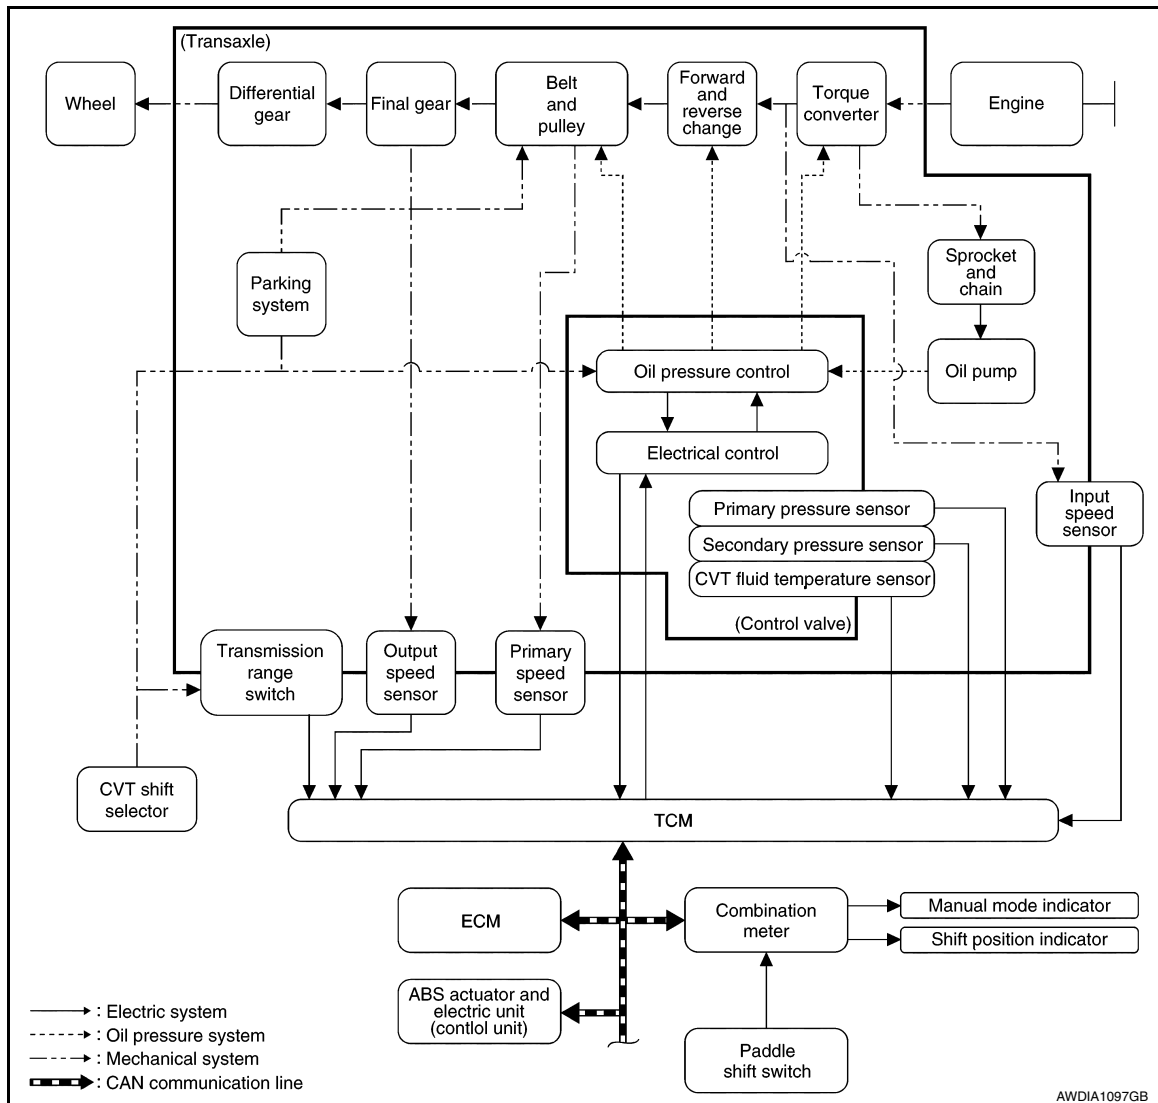 (Transaxle)
Wheel
Differential
gear
Final gear
Belt
and
pulley
Forward
and
reverse
change
Torque
converter
Engine
Parking
system
Sprocket
and
chain
Oil pump
Oil pressure control
Electrical control
Primary pressure sensor
Secondary pressure sensor
CVT fluid temperature sensor
(Control valve)
Input
speed
sensor
Transmission
range
switch
Output
speed
sensor
Primary
speed
sensor
CVT shift
selector
TCM
ECM
Combination
meter
Manual mode indicator
Shift position indicator
ABS actuator and
electric unit
(contlol unit)
Paddle
shift switch
: Electric system
: Oil pressure system
: Mechanical system
: CAN communication line
AWDIA1097GB